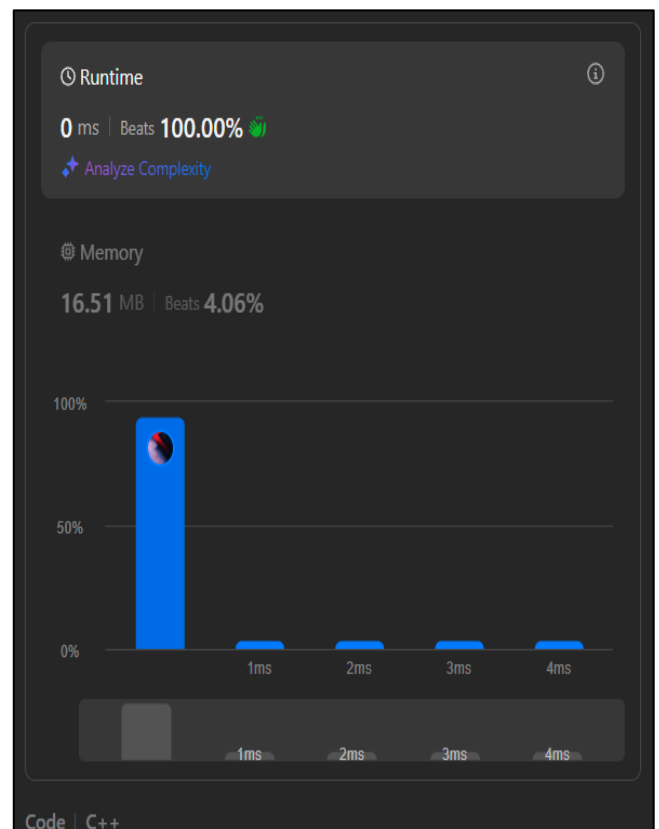 Runtime
0 ms | Beats 100.00%
Analyze Complexity
Memory
16.51 MB | Beats 4.06%
100%
50%
0%
1ms 2ms 3ms 4ms
1ms 2ms 3ms 4ms
Code | C++